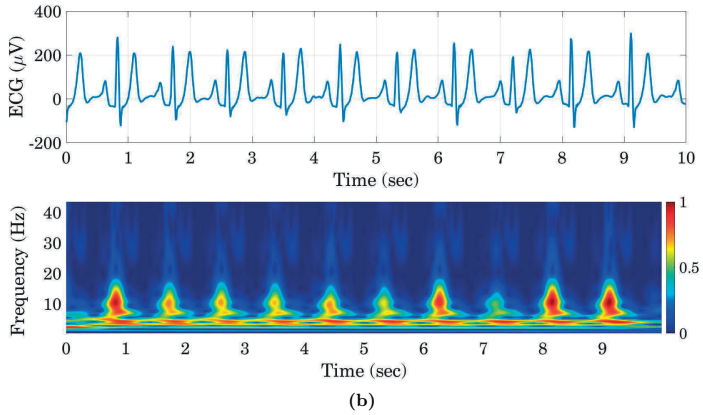 ECG (μV)
400
200
0
-200
0 1 2 3 4 5 6 7 8 9 10
Time (sec)
Frequency (Hz)
40
30
20
10
0 1 2 3 4 5 6 7 8 9
1
0.5
0
Time (sec)
(b)